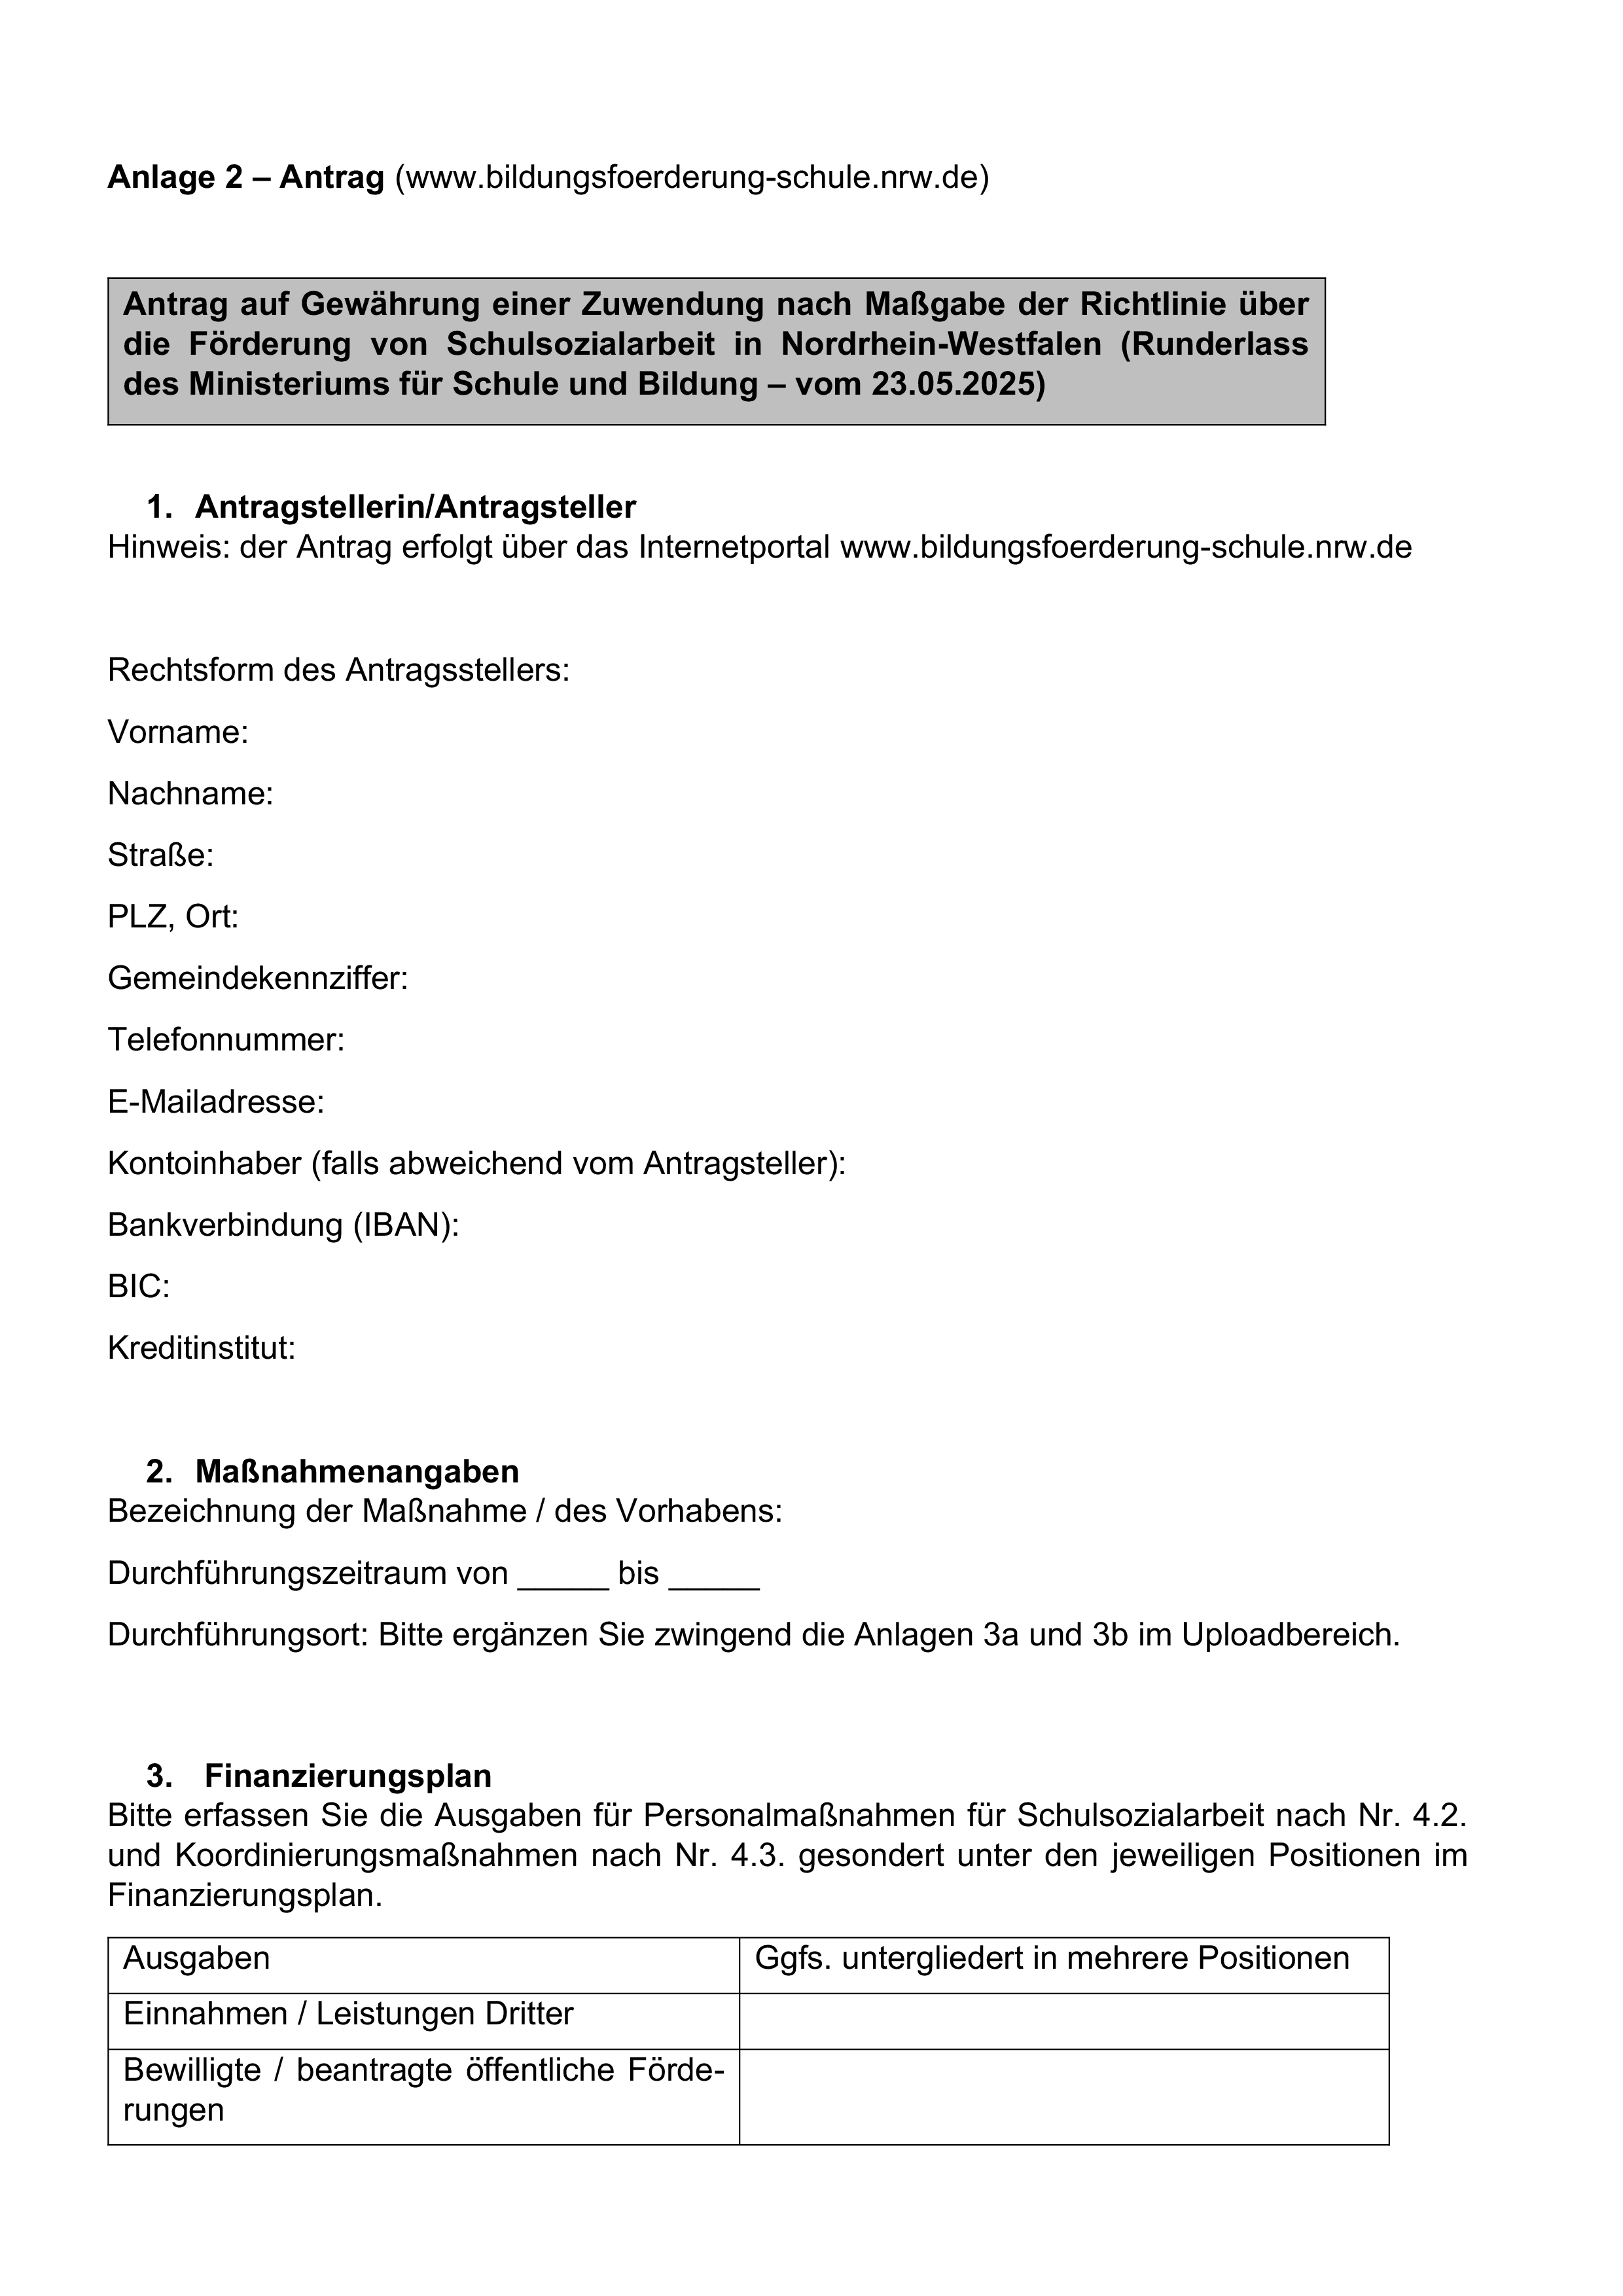 Anlage 2 – Antrag (www.bildungsfoerderung-schule.nrw.de)
Antrag auf Gewährung einer Zuwendung nach Maßgabe der Richtlinie über
die Förderung von Schulsozialarbeit in Nordrhein-Westfalen (Runderlass
des Ministeriums für Schule und Bildung – vom 23.05.2025)
1. Antragstellerin/Antragsteller
Hinweis: der Antrag erfolgt über das Internetportal www.bildungsfoerderung-schule.nrw.de
Rechtsform des Antragsstellers:
Vorname:
Nachname:
Straße:
PLZ, Ort:
Gemeindekennziffer:
Telefonnummer:
E-Mailadresse:
Kontoinhaber (falls abweichend vom Antragsteller):
Bankverbindung (IBAN):
BIC:
Kreditinstitut:
2. Maßnahmenangaben
Bezeichnung der Maßnahme / des Vorhabens:
Durchführungszeitraum von _____ bis _____
Durchführungsort: Bitte ergänzen Sie zwingend die Anlagen 3a und 3b im Uploadbereich.
3. Finanzierungsplan
Bitte erfassen Sie die Ausgaben für Personalmaßnahmen für Schulsozialarbeit nach Nr. 4.2.
und Koordinierungsmaßnahmen nach Nr. 4.3. gesondert unter den jeweiligen Positionen im
Finanzierungsplan.
Ausgaben Ggfs. untergliedert in mehrere Positionen
Einnahmen / Leistungen Dritter
Bewilligte / beantragte öffentliche Förde-
rungen